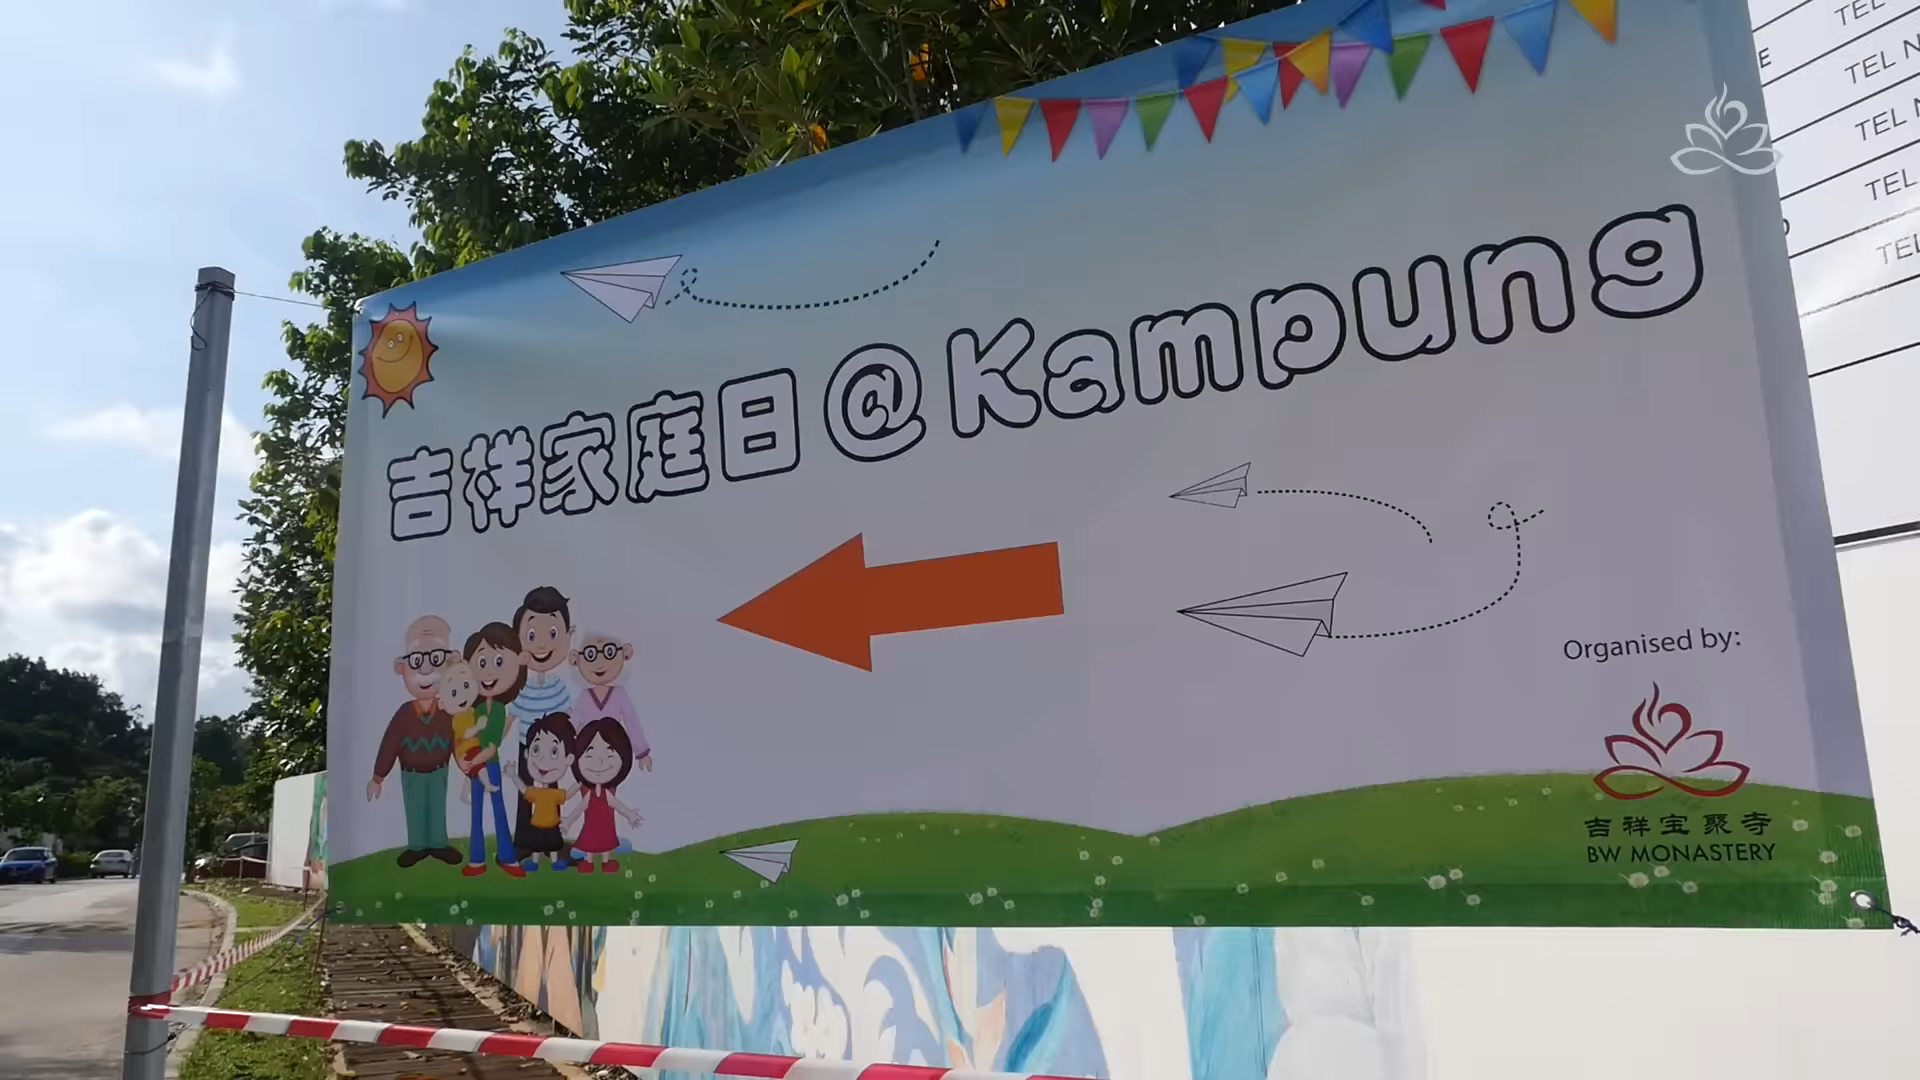 吉祥家庭日@Kampung
Organised by:
吉祥宝聚寺
BW MONASTERY
TEL
TEL N
TEL N
TEL
TEL